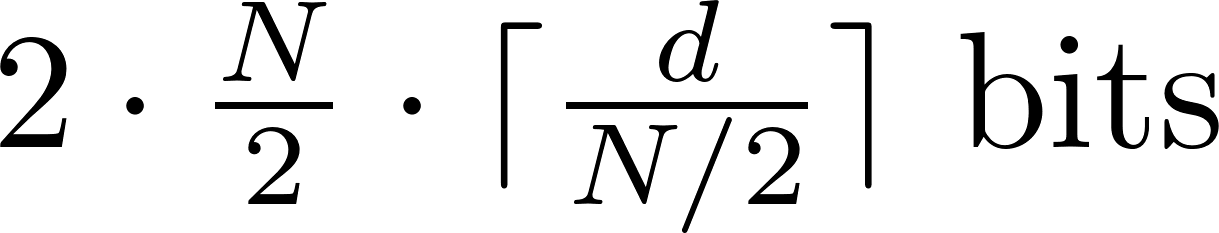 2 · N/2 · ⌈d/(N/2)⌉ bits